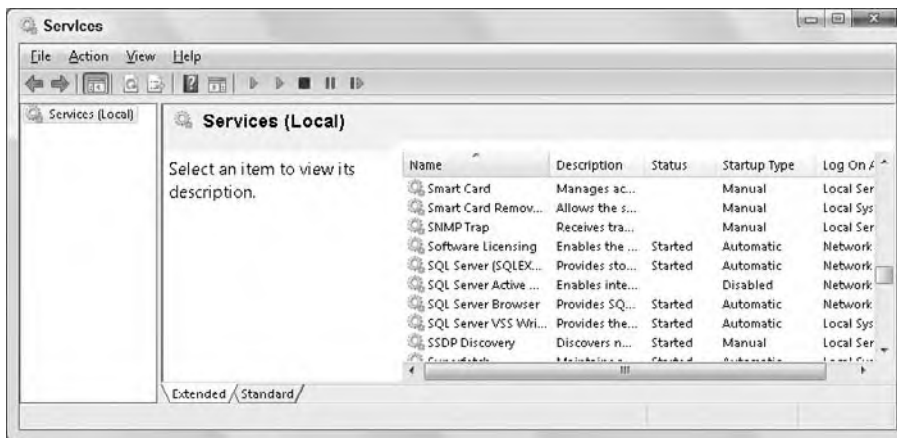 Services
File Action View Help
Services (Local)
Services (Local)
Select an item to view its
description.
Name Description Status Startup Type Log On A
Smart Card Manages ac... Manual Local Ser
Smart Card Remov... Allows the s... Manual Local Sys
SNMP Trap Receives tra... Manual Local Ser
Software Licensing Enables the ... Started Automatic Network
SQL Server (SQLEX... Provides sto... Started Automatic Network
SQL Server Active ... Enables inte... Disabled Network
SQL Server Browser Provides SQ... Started Automatic Network
SQL Server VSS Wri... Provides the... Started Automatic Local Sys
SSDP Discovery Discovers n... Started Manual Local Ser
Extended Standard